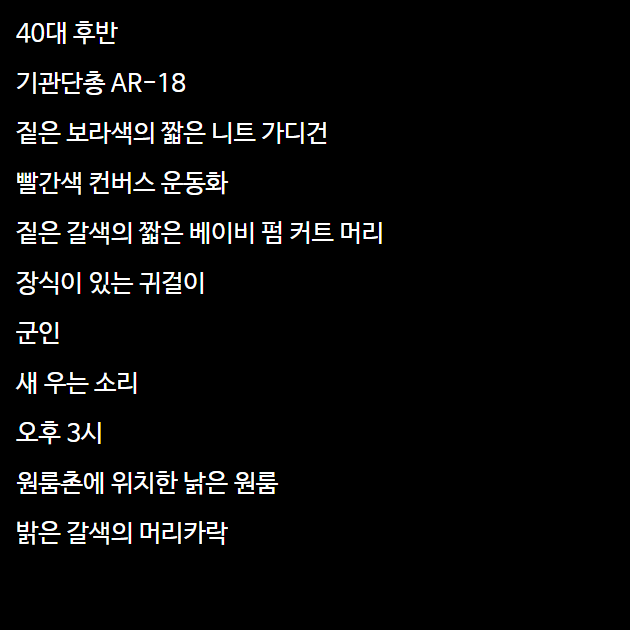 40대 후반
기관단총 AR-18
짙은 보라색의 짧은 니트 가디건
빨간색 컨버스 운동화
짙은 갈색의 짧은 베이비 펌 커트 머리
장식이 있는 귀걸이
군인
새 우는 소리
오후 3시
원룸촌에 위치한 낡은 원룸
밝은 갈색의 머리카락